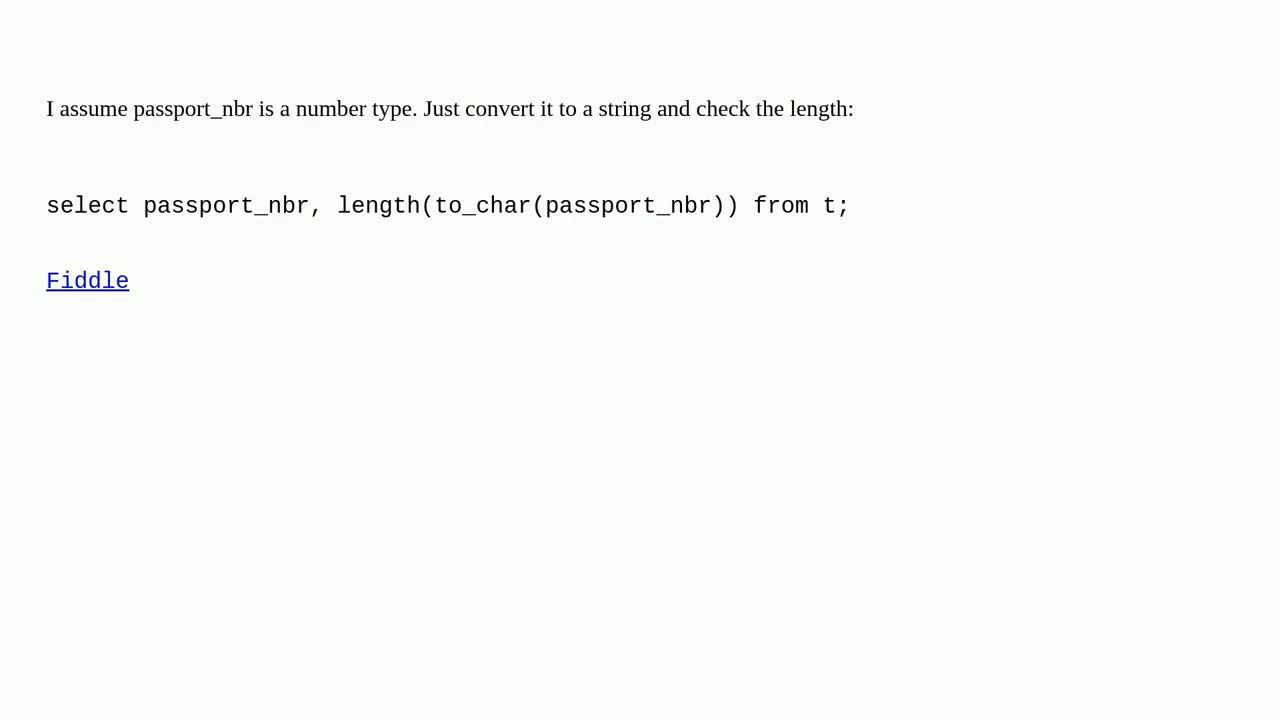 I assume passport_nbr is a number type. Just convert it to a string and check the length:
select passport_nbr, length(to_char(passport_nbr)) from t;
Fiddle